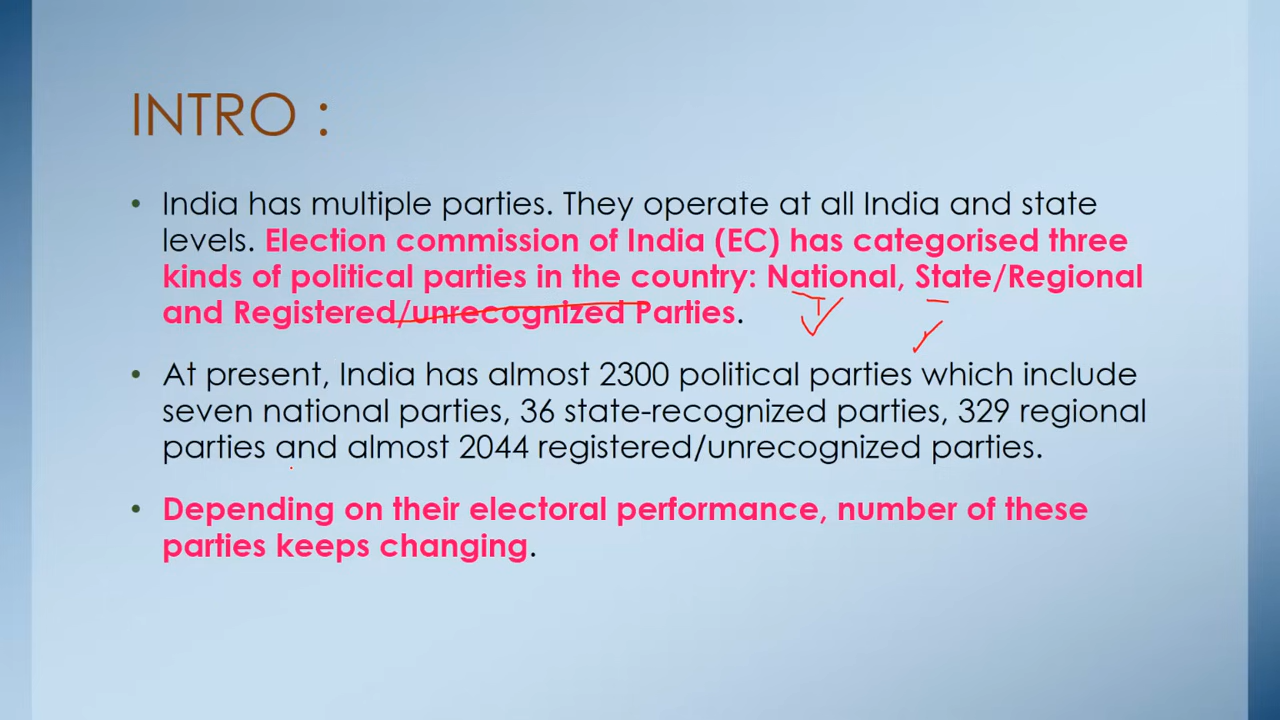 INTRO :
• India has multiple parties. They operate at all India and state
levels. Election commission of India (EC) has categorised three
kinds of political parties in the country: National, State/Regional
and Registered/unrecognized Parties.
• At present, India has almost 2300 political parties which include
seven national parties, 36 state-recognized parties, 329 regional
parties and almost 2044 registered/unrecognized parties.
• Depending on their electoral performance, number of these
parties keeps changing.